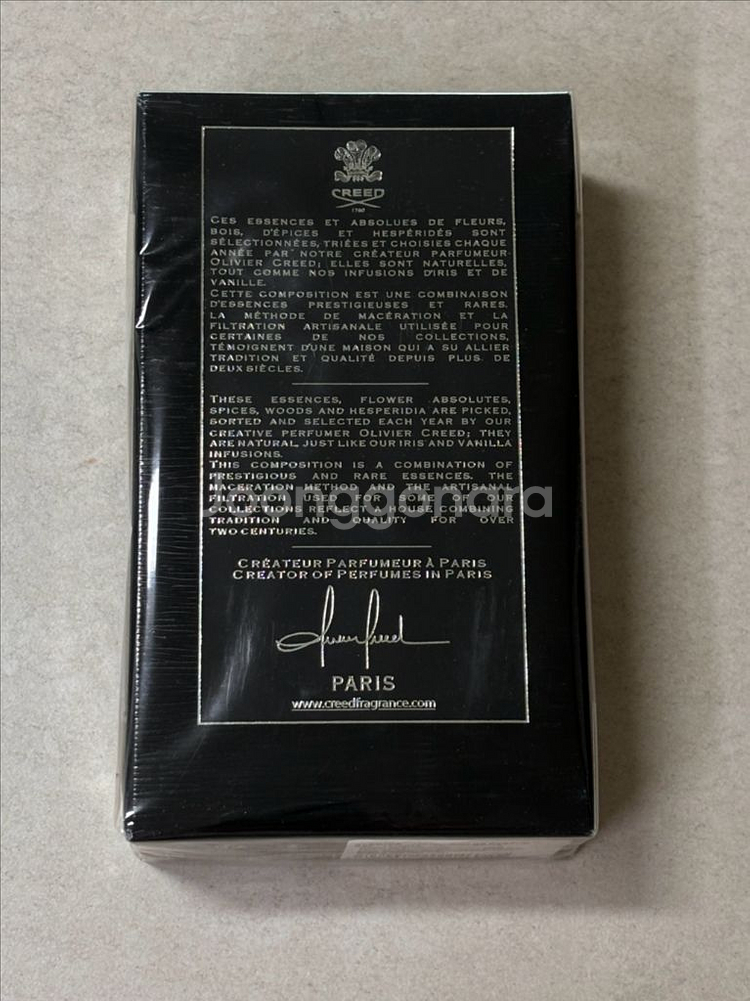 CREED
1760
CES ESSENCES ET ABSOLUES DE FLEURS,
BOIS, D'ÉPICES ET HESPÉRIDÉS SONT
SÉLECTIONNÉES, TRIÉES ET CHOISIES CHAQUE
ANNÉE PAR NOTRE CRÉATEUR PARFUMEUR
OLIVIER CREED; ELLES SONT NATURELLES,
TOUT COMME NOS INFUSIONS D'IRIS ET DE
VANILLE.
CETTE COMPOSITION EST UNE COMBINAISON
D'ESSENCES PRESTIGIEUSES ET RARES.
LA MÉTHODE DE MACÉRATION ET LA
FILTRATION ARTISANALE UTILISÉE POUR
CERTAINES DE NOS COLLECTIONS,
TÉMOIGNENT D'UNE MAISON QUI A SU ALLIER
TRADITION ET QUALITÉ DEPUIS PLUS DE
DEUX SIÈCLES.
THESE ESSENCES, FLOWER ABSOLUTES,
SPICES, WOODS AND HESPERIDIA ARE PICKED,
SORTED AND SELECTED EACH YEAR BY OUR
CREATIVE PERFUMER OLIVIER CREED; THEY
ARE NATURAL, JUST LIKE OUR IRIS AND VANILLA
INFUSIONS.
THIS COMPOSITION IS A COMBINATION OF
PRESTIGIOUS AND RARE ESSENCES. THE
MACERATION METHOD AND THE ARTISANAL
FILTRATION USED FOR SOME OF OUR
COLLECTIONS REFLECT A HOUSE COMBINING
TRADITION AND QUALITY FOR OVER
TWO CENTURIES.
Joonggonara
CRÉATEUR PARFUMEUR À PARIS
CREATOR OF PERFUMES IN PARIS
Olivier Creed
PARIS
www.creedfragrance.com